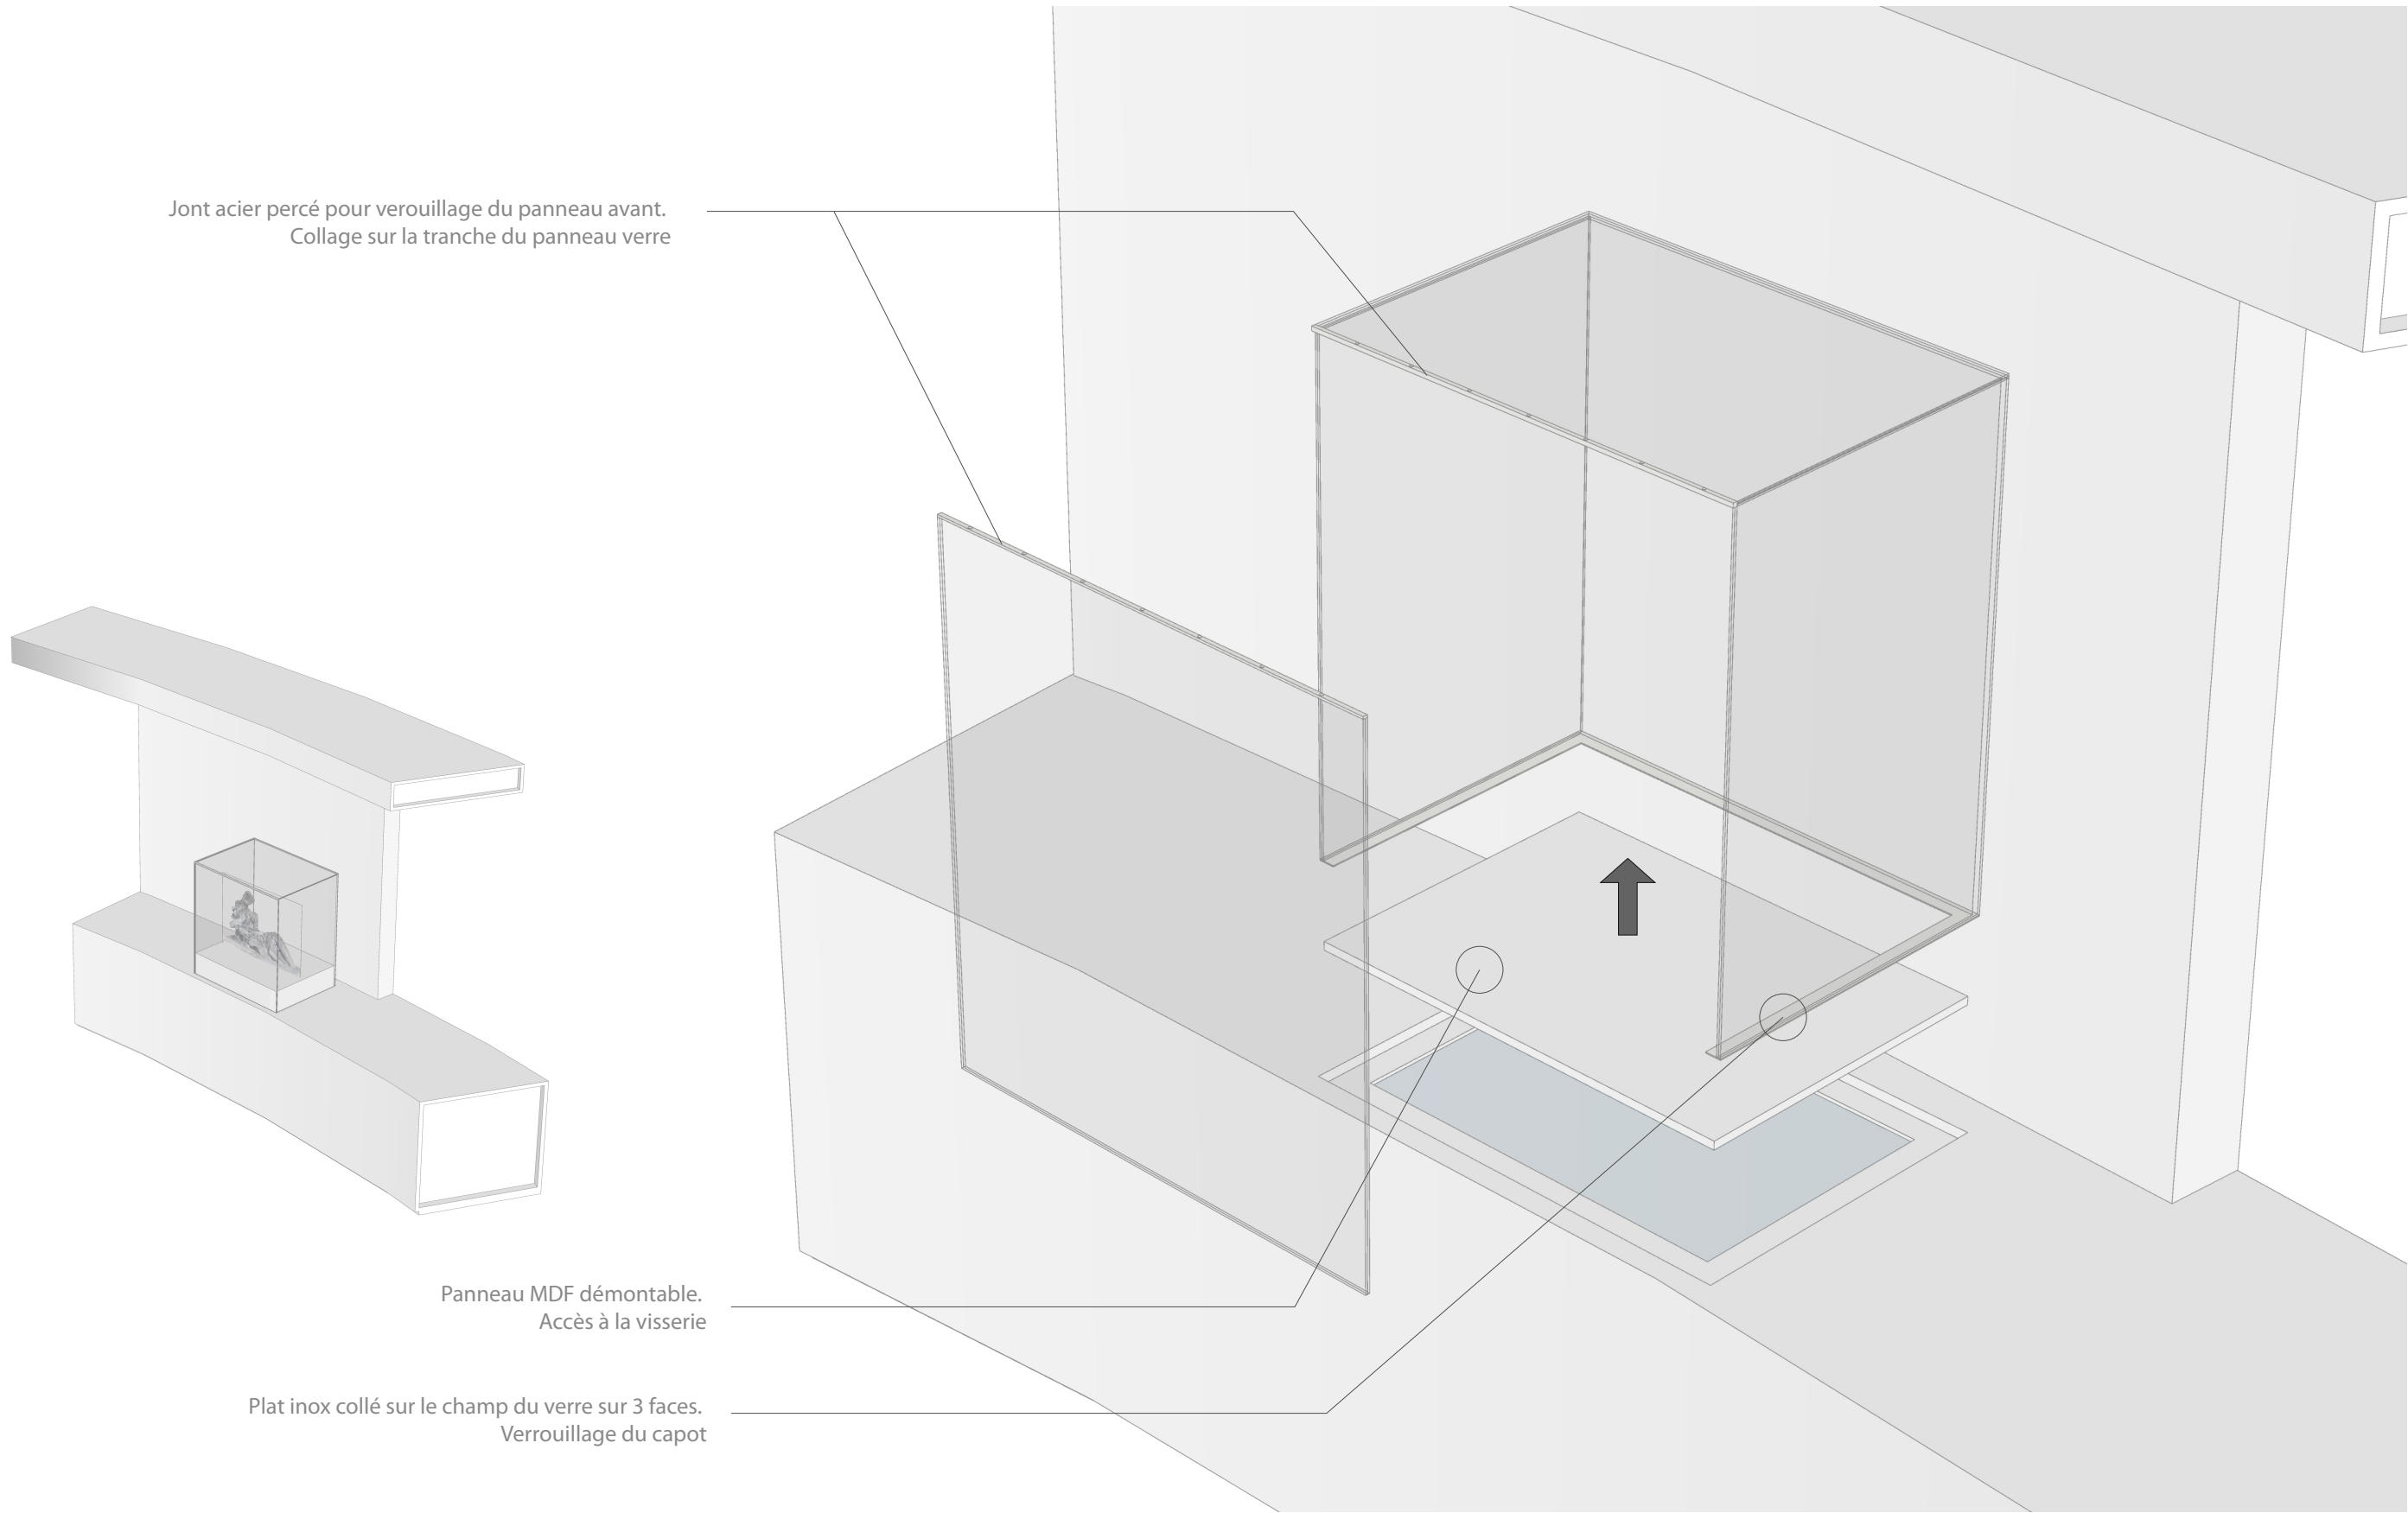 Jont acier percé pour verouillage du panneau avant.
Collage sur la tranche du panneau verre
Panneau MDF démontable.
Accès à la visserie
Plat inox collé sur le champ du verre sur 3 faces.
Verrouillage du capot